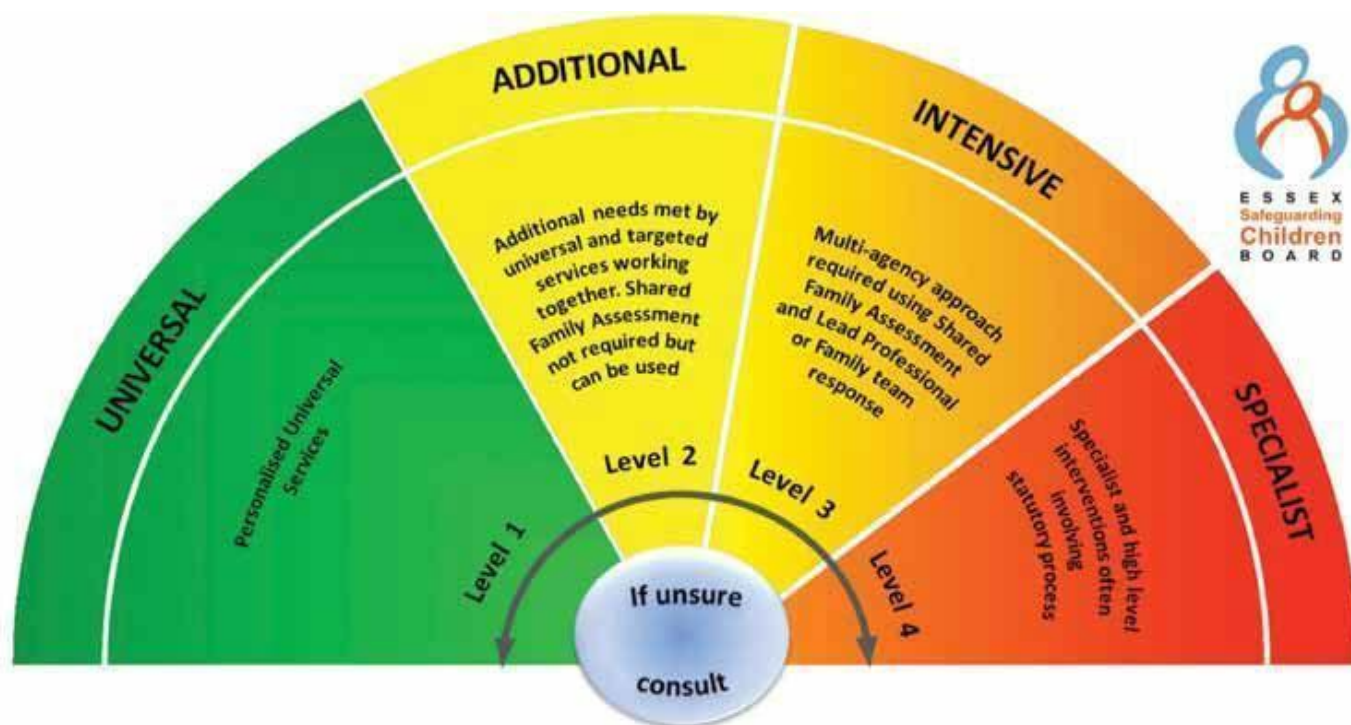 UNIVERSAL
Personalised Universal
Services
Level 1
ADDITIONAL
Additional needs met by
universal and targeted
services working
together. Shared
Family Assessment
not required but
can be used
Level 2
INTENSIVE
Multi-agency approach
required using Shared
Family Assessment
and Lead Professional
or Family team
response
Level 3
SPECIALIST
Specialist and high level
interventions often
involving
statutory process
Level 4
If unsure
consult
ESSEX
Safeguarding
Children
BOARD